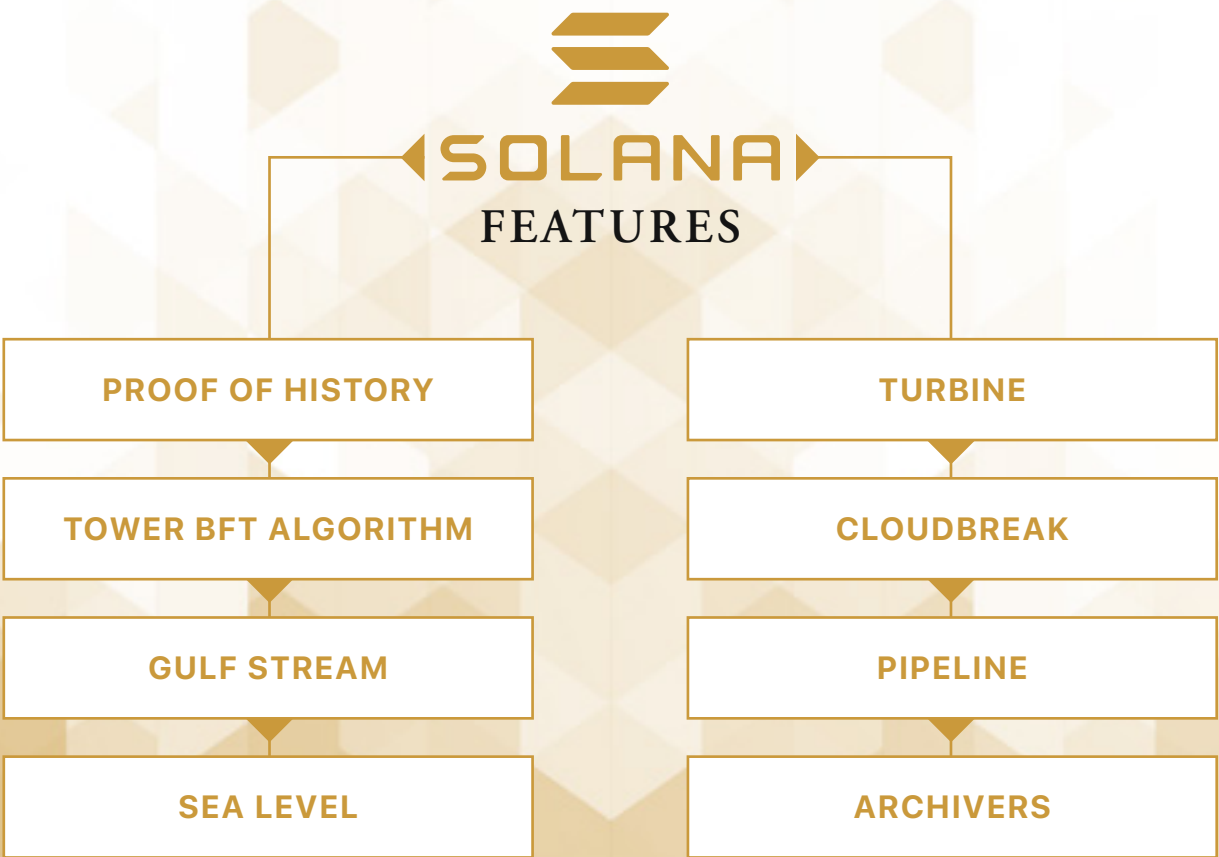 SOLANA
FEATURES
PROOF OF HISTORY
TOWER BFT ALGORITHM
GULF STREAM
SEA LEVEL
TURBINE
CLOUDBREAK
PIPELINE
ARCHIVERS